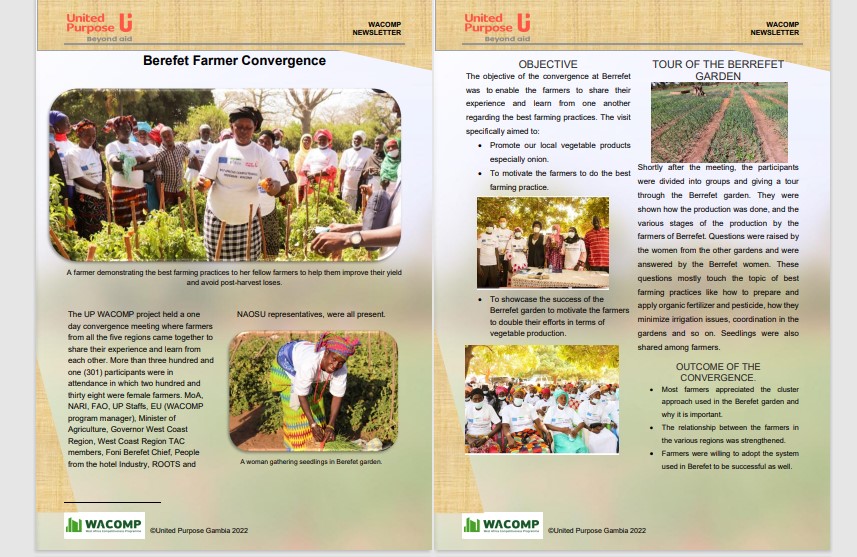 United
Purpose
Beyond aid
WACOMP
NEWSLETTER
Berefet Farmer Convergence
A farmer demonstrating the best farming practices to her fellow farmers to help them improve their yield
and avoid post-harvest loses.
The UP WACOMP project held a one
day convergence meeting where farmers
from all the five regions came together to
share their experience and learn from
each other. More than three hundred and
one (301) participants were in
attendance in which two hundred and
thirty eight were female farmers. MoA,
NARI, FAO, UP Staffs, EU (WACOMP
program manager), Minister of
Agriculture, Governor West Coast
Region, West Coast Region TAC
members, Foni Berefet Chief, People
from the hotel Industry, ROOTS and
NAOSU representatives, were all present.
A woman gathering seedlings in Berefet garden.
WACOMP
©United Purpose Gambia 2022
United
Purpose
Beyond aid
WACOMP
NEWSLETTER
OBJECTIVE
The objective of the convergence at Berrefet
was to enable the farmers to share their
experience and learn from one another
regarding the best farming practices. The visit
specifically aimed to:
• Promote our local vegetable products
especially onion.
• To motivate the farmers to do the best
farming practice.
• To showcase the success of the
Berrefet garden to motivate the farmers
to double their efforts in terms of
vegetable production.
TOUR OF THE BERREFET
GARDEN
Shortly after the meeting, the participants
were divided into groups and giving a tour
through the Berrefet garden. They were
shown how the production was done, and the
various stages of the production by the
farmers of Berrefet. Questions were raised by
the women from the other gardens and were
answered by the Berrefet women. These
questions mostly touch the topic of best
farming practices like how to prepare and
apply organic fertilizer and pesticide, how they
minimize irrigation issues, coordination in the
gardens and so on. Seedlings were also
shared among farmers.
OUTCOME OF THE
CONVERGENCE.
• Most farmers appreciated the cluster
approach used in the Berefet garden and
why it is important.
• The relationship between the farmers in
the various regions was strengthened.
• Farmers were willing to adopt the system
used in Berefet to be successful as well.
WACOMP
©United Purpose Gambia 2022